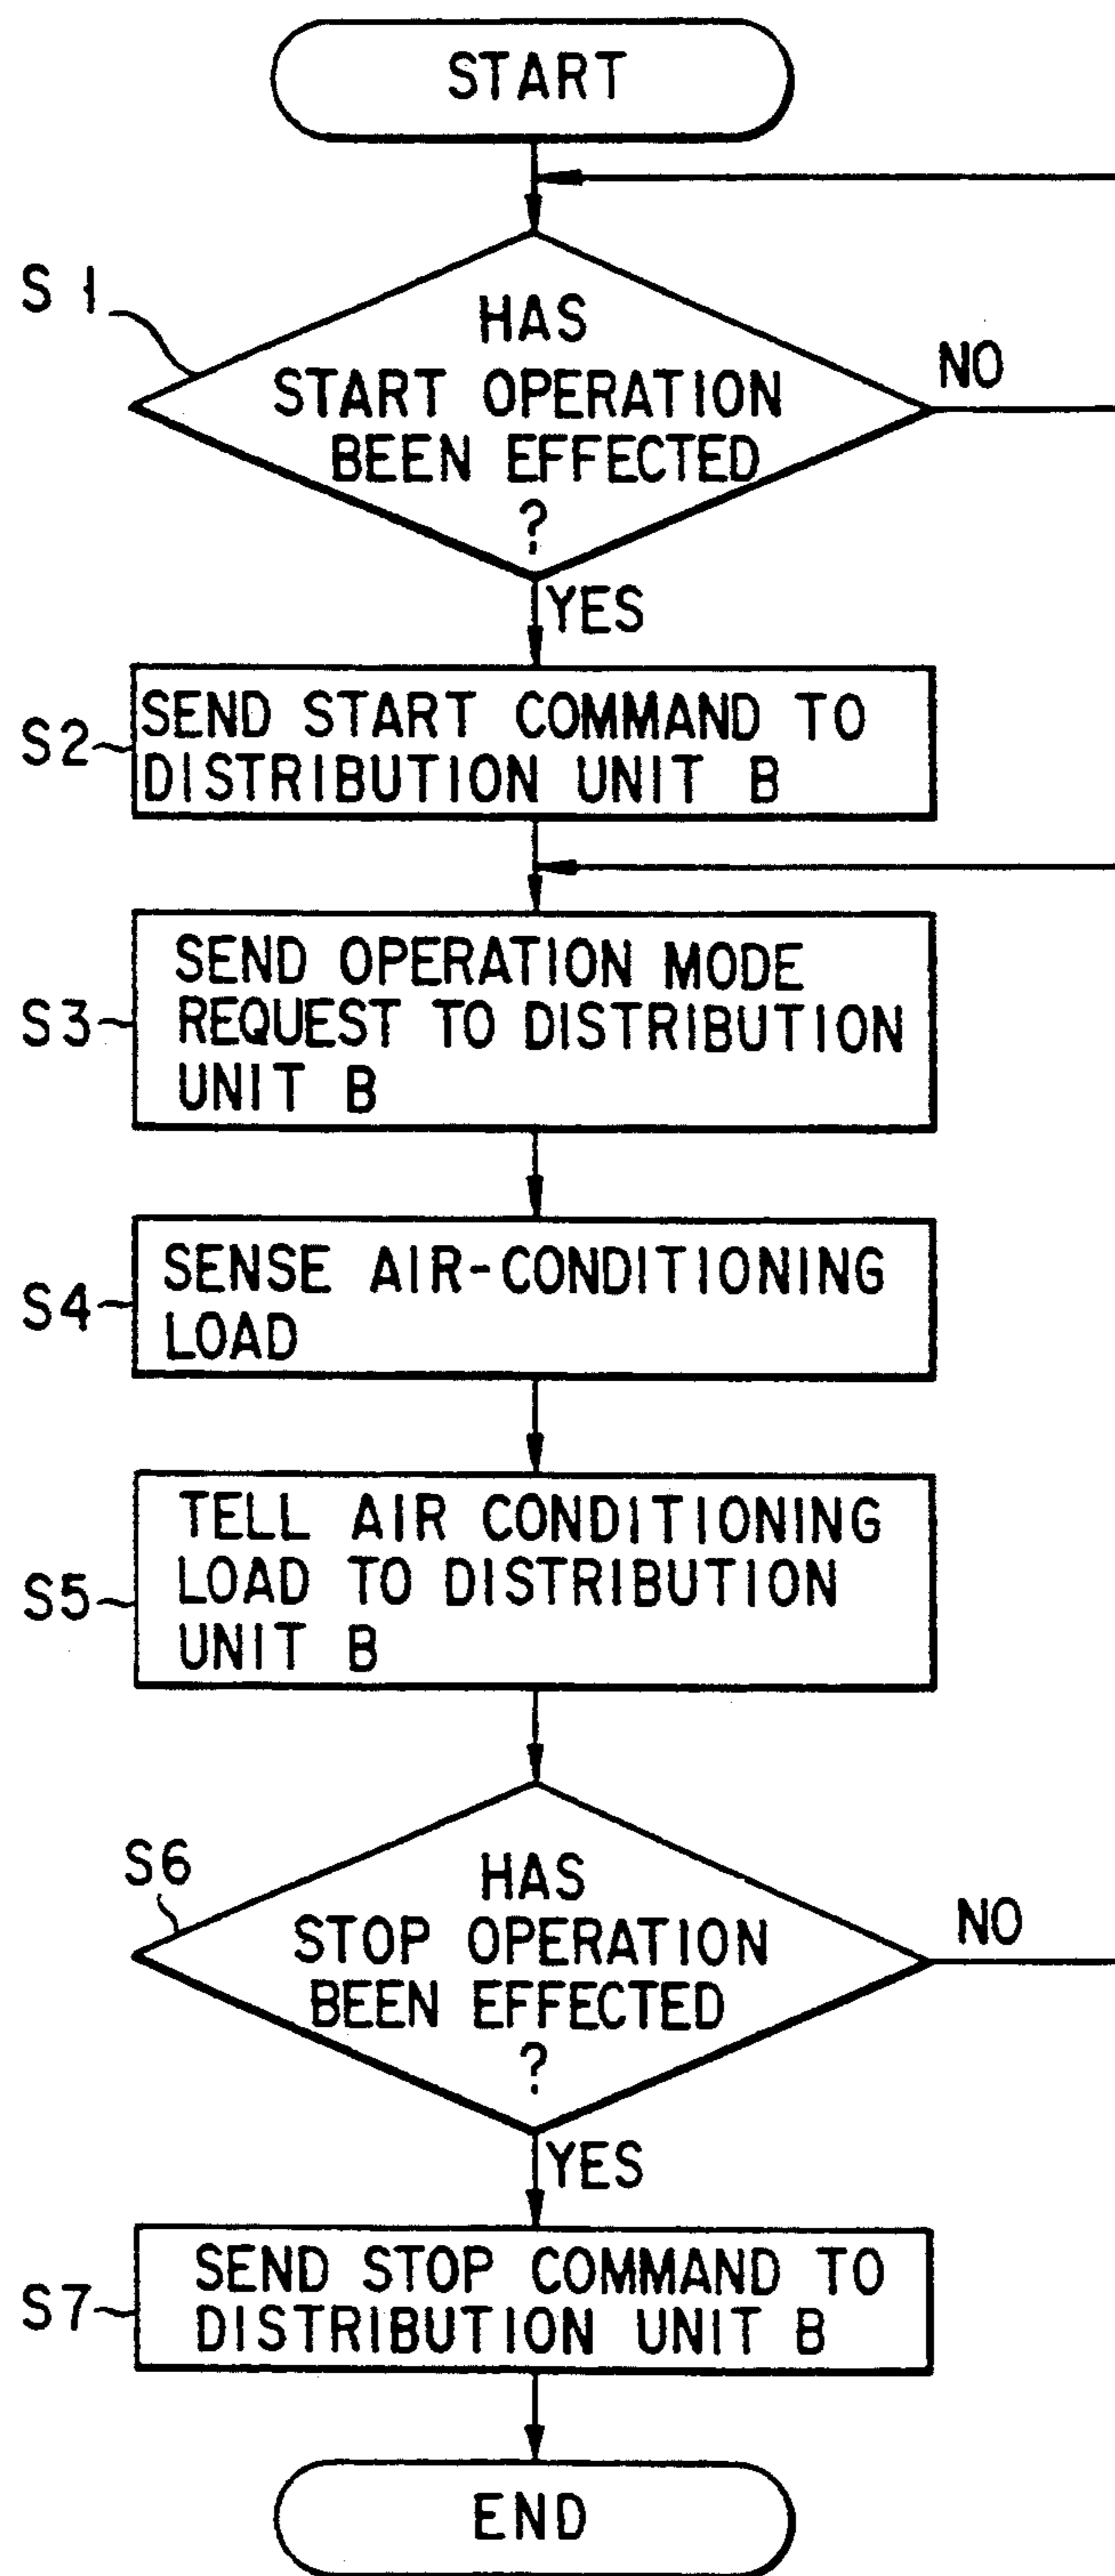 START
S1
HAS
START OPERATION
BEEN EFFECTED
?
NO
YES
S2
SEND START COMMAND TO
DISTRIBUTION UNIT B
S3
SEND OPERATION MODE
REQUEST TO DISTRIBUTION
UNIT B
S4
SENSE AIR-CONDITIONING
LOAD
S5
TELL AIR CONDITIONING
LOAD TO DISTRIBUTION
UNIT B
S6
HAS
STOP OPERATION
BEEN EFFECTED
?
NO
YES
S7
SEND STOP COMMAND TO
DISTRIBUTION UNIT B
END